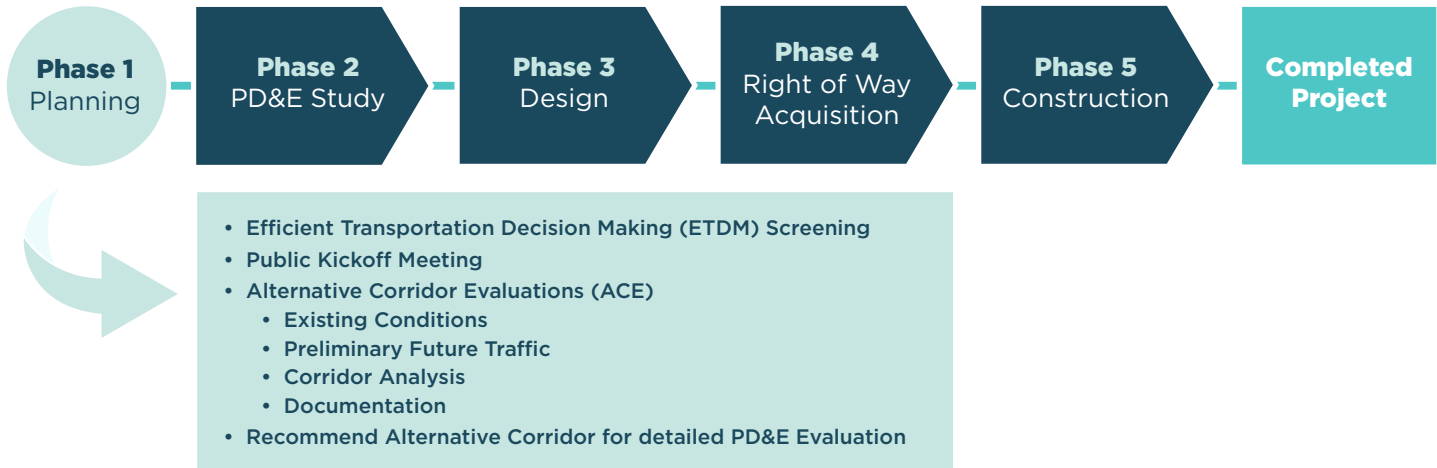 Phase 1
Planning
Phase 2
PD&E Study
Phase 3
Design
Phase 4
Right of Way
Acquisition
Phase 5
Construction
Completed
Project
• Efficient Transportation Decision Making (ETDM) Screening
• Public Kickoff Meeting
• Alternative Corridor Evaluations (ACE)
• Existing Conditions
• Preliminary Future Traffic
• Corridor Analysis
• Documentation
• Recommend Alternative Corridor for detailed PD&E Evaluation